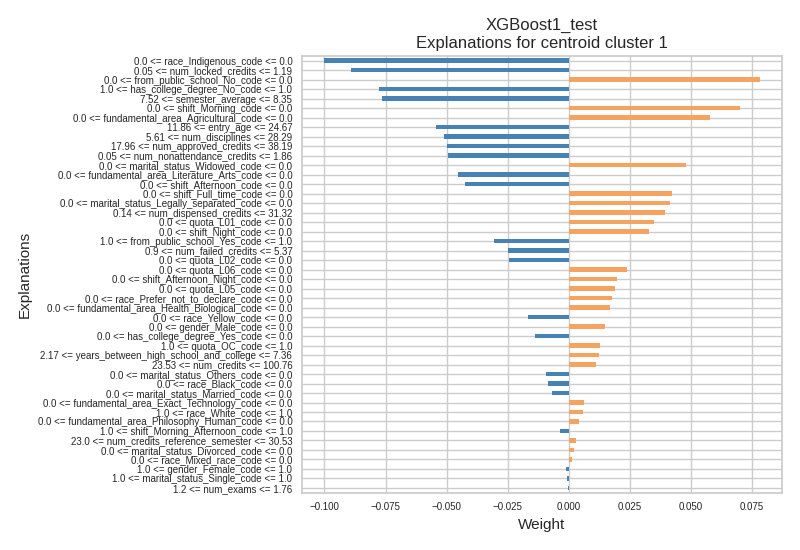 XGBoost1_test
Explanations for centroid cluster 1
0.0 <= race_Indigenous_code <= 0.0
0.05 <= num_locked_credits <= 1.19
0.0 <= from_public_school_No_code <= 0.0
1.0 <= has_college_degree_No_code <= 1.0
7.52 <= semester_average <= 8.35
0.0 <= shift_Morning_code <= 0.0
0.0 <= fundamental_area_Agricultural_code <= 0.0
11.86 <= entry_age <= 24.67
5.61 <= num_disciplines <= 28.29
17.96 <= num_approved_credits <= 38.19
0.05 <= num_nonattendance_credits <= 1.86
0.0 <= marital_status_Widowed_code <= 0.0
0.0 <= fundamental_area_Literature_Arts_code <= 0.0
0.0 <= shift_Afternoon_code <= 0.0
0.0 <= shift_Full_time_code <= 0.0
0.0 <= marital_status_Legally_separated_code <= 0.0
0.14 <= num_dispensed_credits <= 31.32
0.0 <= quota_L01_code <= 0.0
0.0 <= shift_Night_code <= 0.0
1.0 <= from_public_school_Yes_code <= 1.0
0.9 <= num_failed_credits <= 5.37
0.0 <= quota_L02_code <= 0.0
0.0 <= quota_L06_code <= 0.0
0.0 <= shift_Afternoon_Night_code <= 0.0
0.0 <= quota_L05_code <= 0.0
0.0 <= race_Prefer_not_to_declare_code <= 0.0
0.0 <= fundamental_area_Health_Biological_code <= 0.0
0.0 <= race_Yellow_code <= 0.0
0.0 <= gender_Male_code <= 0.0
0.0 <= has_college_degree_Yes_code <= 0.0
1.0 <= quota_OC_code <= 1.0
2.17 <= years_between_high_school_and_college <= 7.36
23.53 <= num_credits <= 100.76
0.0 <= marital_status_Others_code <= 0.0
0.0 <= race_Black_code <= 0.0
0.0 <= marital_status_Married_code <= 0.0
0.0 <= fundamental_area_Exact_Technology_code <= 0.0
1.0 <= race_White_code <= 1.0
0.0 <= fundamental_area_Philosophy_Human_code <= 0.0
1.0 <= shift_Morning_Afternoon_code <= 1.0
23.0 <= num_credits_reference_semester <= 30.53
0.0 <= marital_status_Divorced_code <= 0.0
0.0 <= race_Mixed_race_code <= 0.0
1.0 <= gender_Female_code <= 1.0
1.0 <= marital_status_Single_code <= 1.0
1.2 <= num_exams <= 1.76
Explanations
−0.100 −0.075 −0.050 −0.025 0.000 0.025 0.050 0.075
Weight